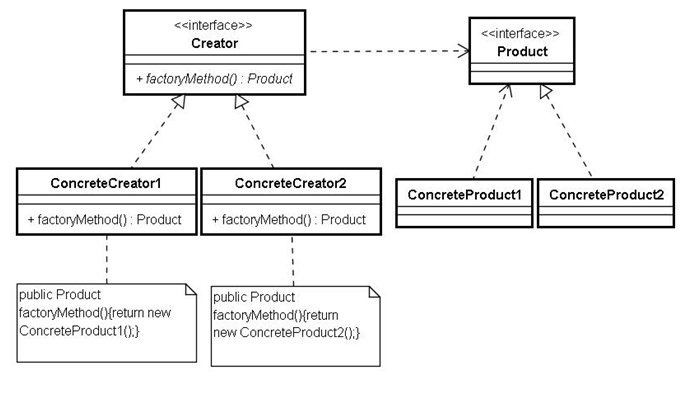 <<interface>>
Creator
+ factoryMethod() : Product
<<interface>>
Product
ConcreteCreator1
+ factoryMethod() : Product
ConcreteCreator2
+ factoryMethod() : Product
ConcreteProduct1
ConcreteProduct2
public Product
factoryMethod(){return new
ConcreteProduct1();}
public Product
factoryMethod(){return
new ConcreteProduct2();}